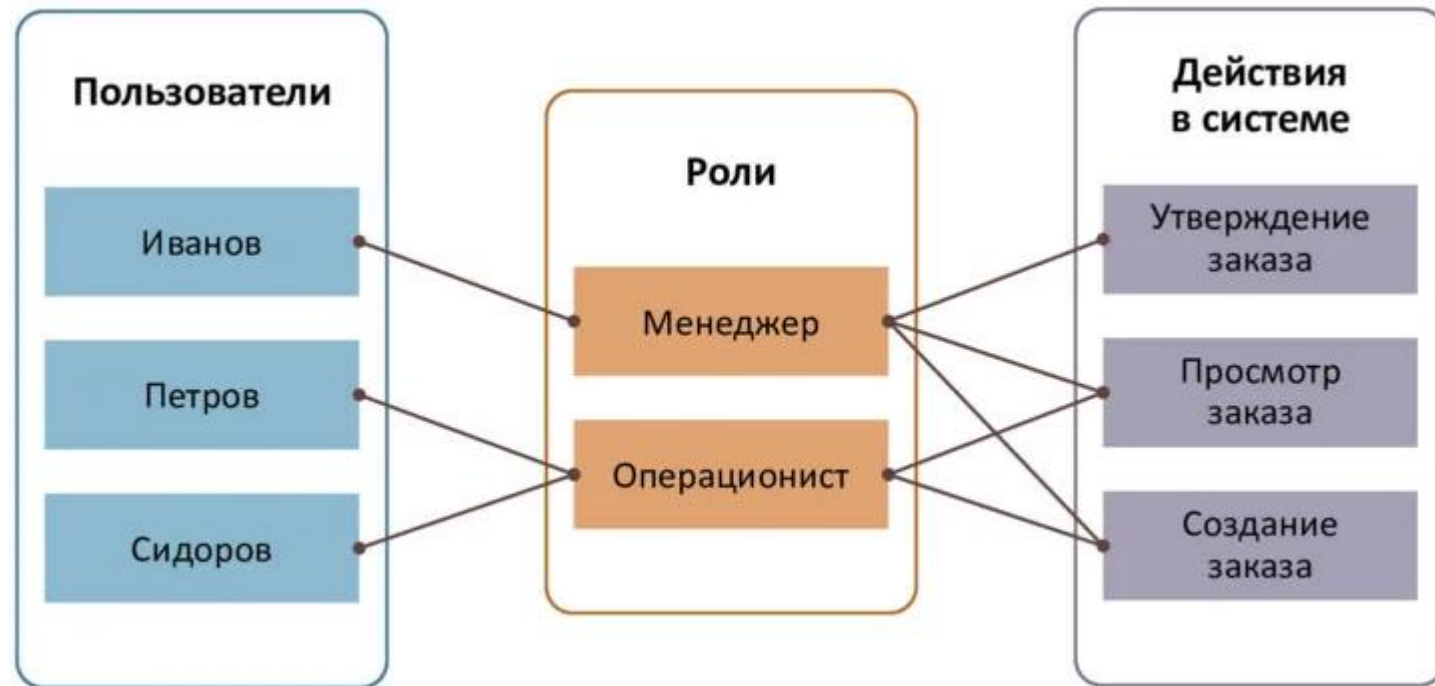 Пользователи
Иванов
Петров
Сидоров
Роли
Менеджер
Операционист
Действия
в системе
Утверждение
заказа
Просмотр
заказа
Создание
заказа